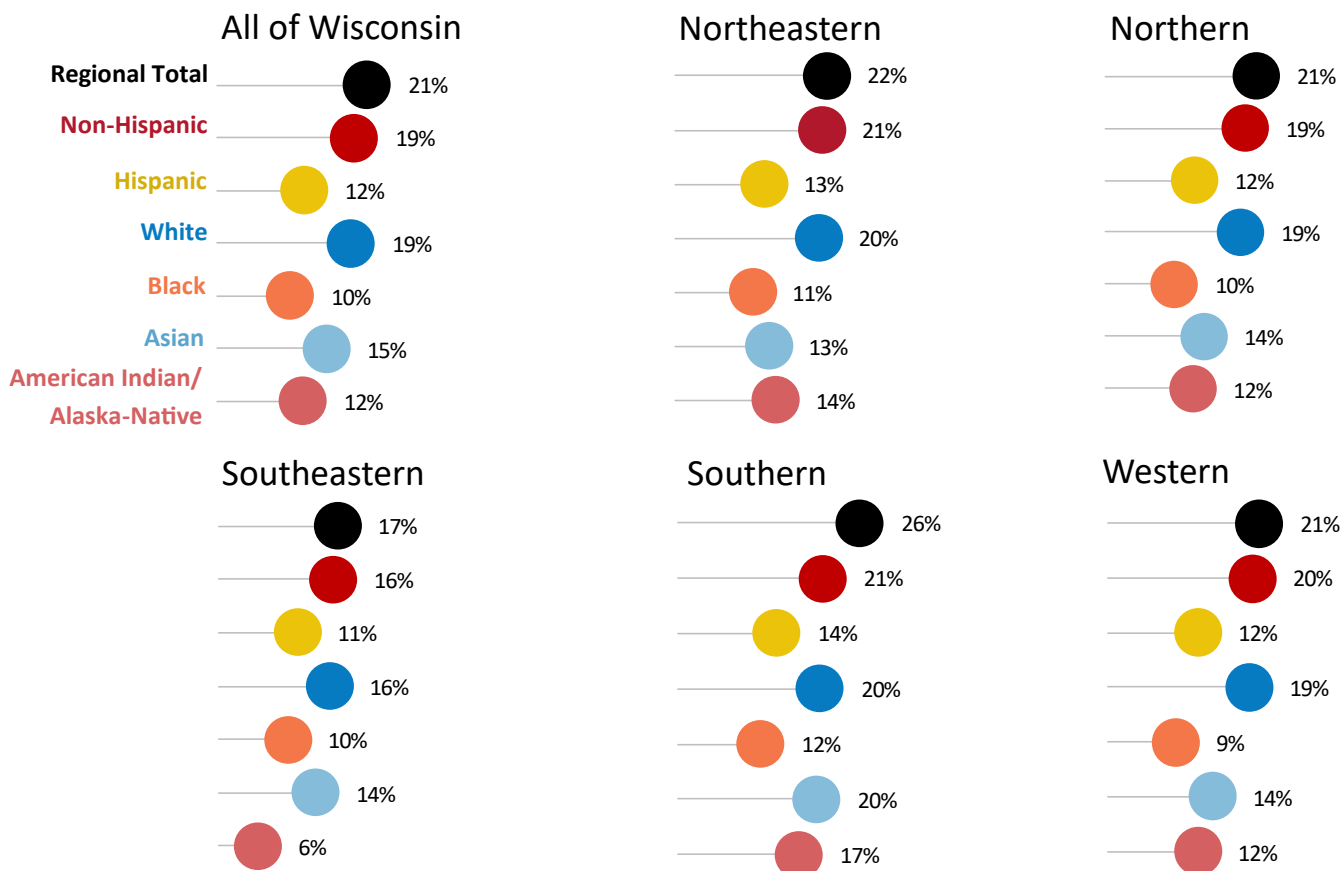 All of Wisconsin
Regional Total 21%
Non-Hispanic 19%
Hispanic 12%
White 19%
Black 10%
Asian 15%
American Indian/
Alaska-Native 12%
Northeastern
22%
21%
13%
20%
11%
13%
14%
Northern
21%
19%
12%
19%
10%
14%
12%
Southeastern
17%
16%
11%
16%
10%
14%
6%
Southern
26%
21%
14%
20%
12%
20%
17%
Western
21%
20%
12%
19%
9%
14%
12%